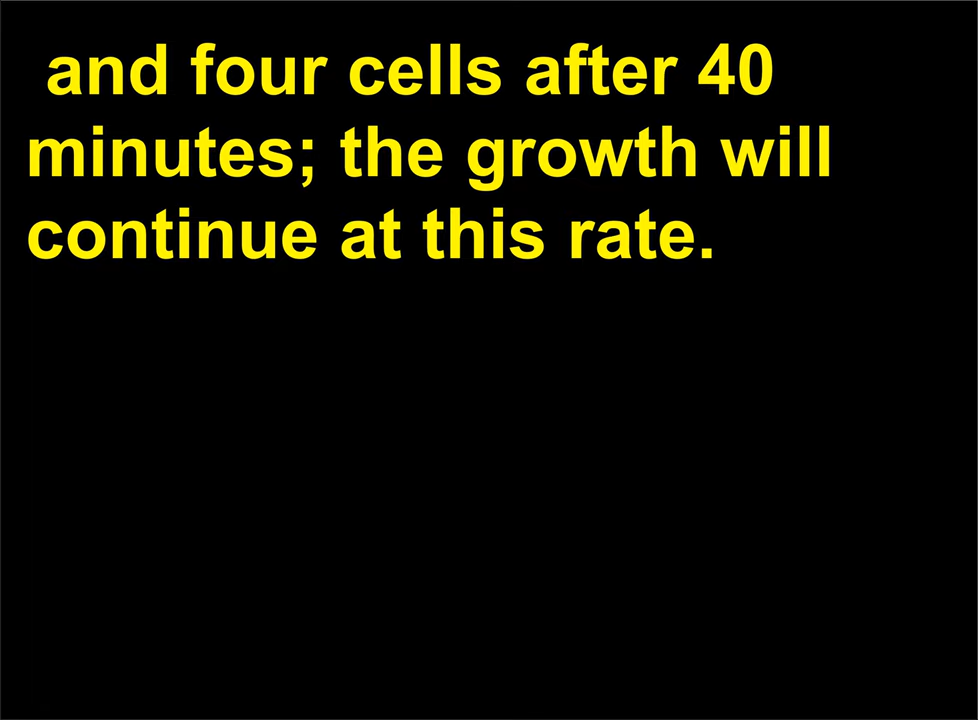 and four cells after 40
minutes; the growth will
continue at this rate.